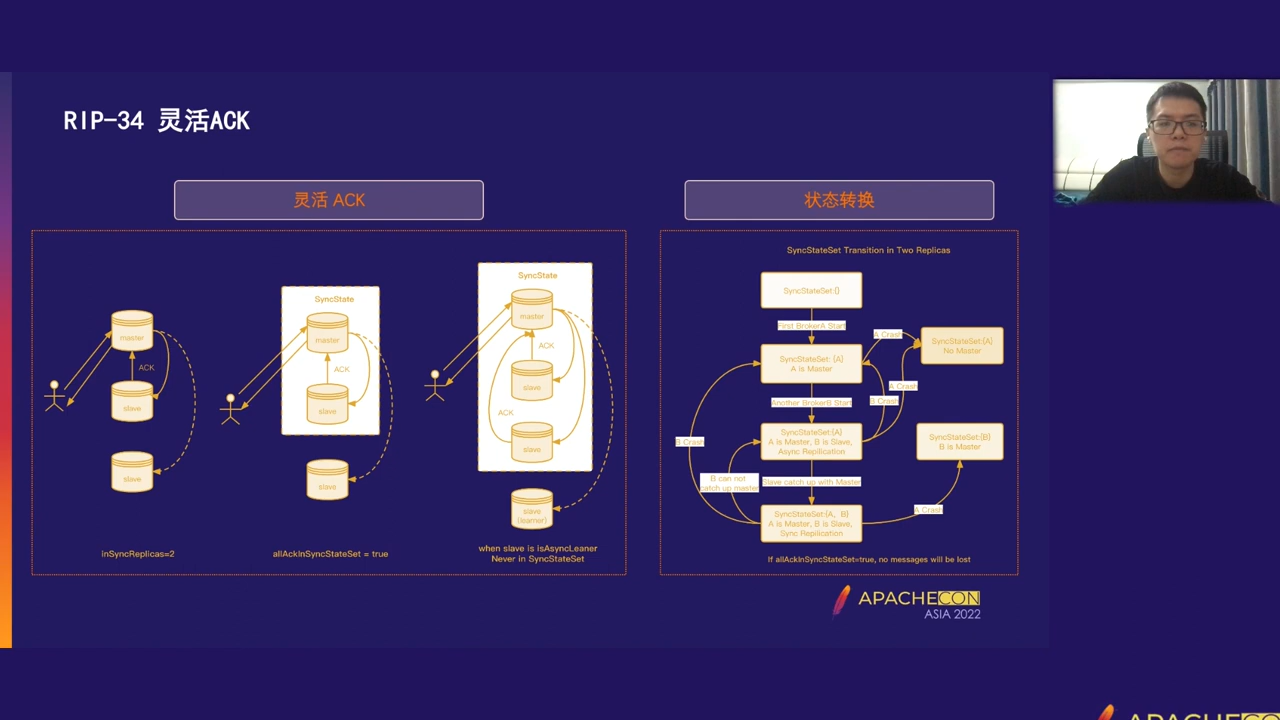 RIP-34 灵活ACK
灵活 ACK
master
ACK
slave
slave
inSyncReplicas=2
SyncState
master
ACK
slave
slave
allAckInSyncStateSet = true
SyncState
master
ACK
slave
ACK
slave
slave
(learner)
when slave is isAsyncLeaner
Never in SyncStateSet
状态转换
SyncStateSet Transition in Two Replicas
SyncStateSet:{}
First BrokerA Start
A Crash
SyncStateSet:{A}
No Master
SyncStateSet: {A}
A is Master
A Crash
Another BrokerB Start
B Crash
SyncStateSet:{A}
A is Master, B is Slave,
Async Repilication
SyncStateSet:{B}
B is Master
B Crash
B can not
catch up master
Slave catch up with Master
SyncStateSet:{A, B}
A is Master, B is Slave,
Sync Repilication
A Crash
If allAckInSyncStateSet=true, no messages will be lost
APACHECON
ASIA 2022
APACHECO